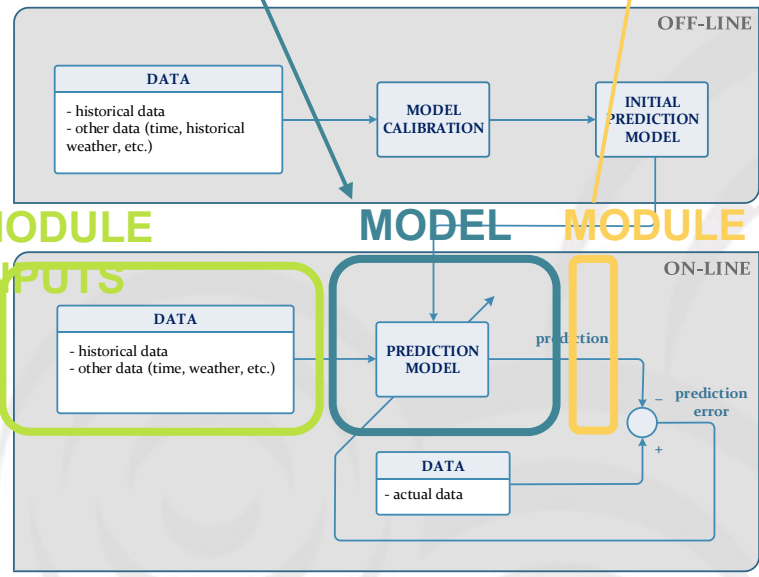 OFF-LINE
DATA
- historical data
- other data (time, historical
weather, etc.)
MODEL
CALIBRATION
INITIAL
PREDICTION
MODEL
MODULE
MODEL
MODULE
ON-LINE
DATA
- historical data
- other data (time, weather, etc.)
PREDICTION
MODEL
prediction
−
prediction
error
+
DATA
- actual data